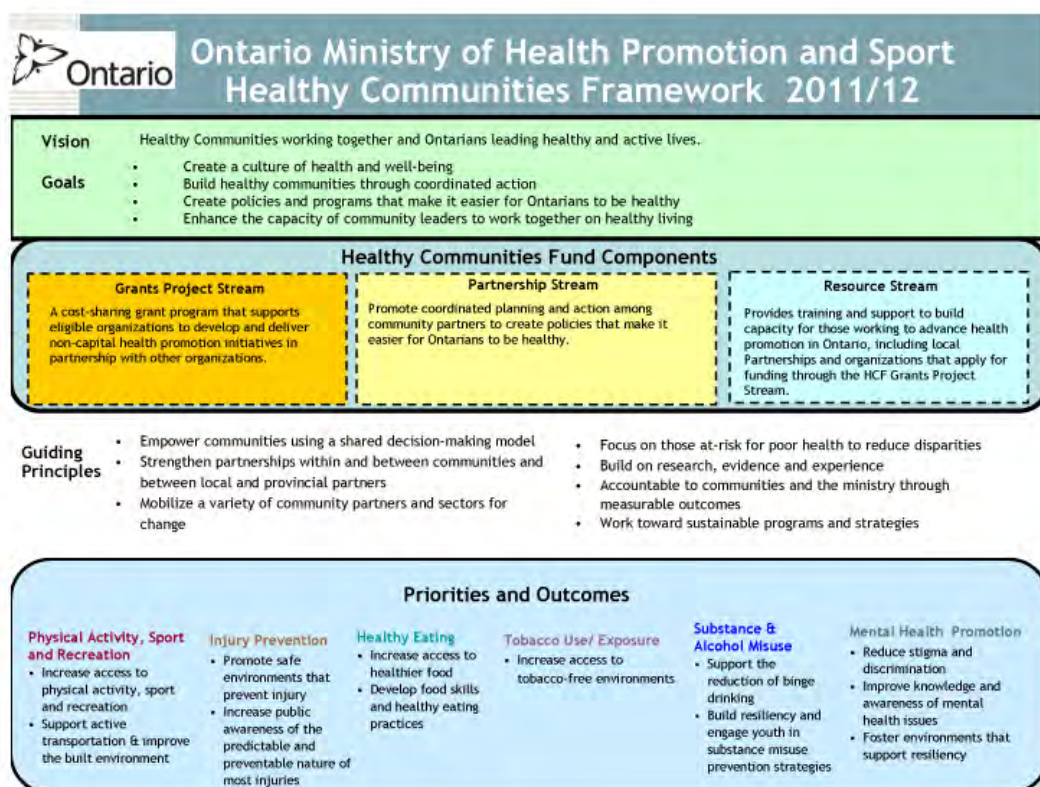 Ontario
Ontario Ministry of Health Promotion and Sport
Healthy Communities Framework 2011/12
Vision
Healthy Communities working together and Ontarians leading healthy and active lives.
Goals
• Create a culture of health and well-being
• Build healthy communities through coordinated action
• Create policies and programs that make it easier for Ontarians to be healthy
• Enhance the capacity of community leaders to work together on healthy living
Healthy Communities Fund Components
Grants Project Stream
A cost-sharing grant program that supports
eligible organizations to develop and deliver
non-capital health promotion initiatives in
partnership with other organizations.
Partnership Stream
Promote coordinated planning and action among
community partners to create policies that make it
easier for Ontarians to be healthy.
Resource Stream
Provides training and support to build
capacity for those working to advance health
promotion in Ontario, including local
Partnerships and organizations that apply for
funding through the HCF Grants Project
Stream.
Guiding
Principles
• Empower communities using a shared decision-making model
• Strengthen partnerships within and between communities and
between local and provincial partners
• Mobilize a variety of community partners and sectors for
change
• Focus on those at-risk for poor health to reduce disparities
• Build on research, evidence and experience
• Accountable to communities and the ministry through
measurable outcomes
• Work toward sustainable programs and strategies
Priorities and Outcomes
Physical Activity, Sport
and Recreation
• Increase access to
physical activity, sport
and recreation
• Support active
transportation & improve
the built environment
Injury Prevention
• Promote safe
environments that
prevent injury
• Increase public
awareness of the
predictable and
preventable nature of
most injuries
Healthy Eating
• Increase access to
healthier food
• Develop food skills
and healthy eating
practices
Tobacco Use/ Exposure
• Increase access to
tobacco-free environments
Substance &
Alcohol Misuse
• Support the
reduction of binge
drinking
• Build resiliency and
engage youth in
substance misuse
prevention strategies
Mental Health Promotion
• Reduce stigma and
discrimination
• Improve knowledge and
awareness of mental
health issues
• Foster environments that
support resiliency